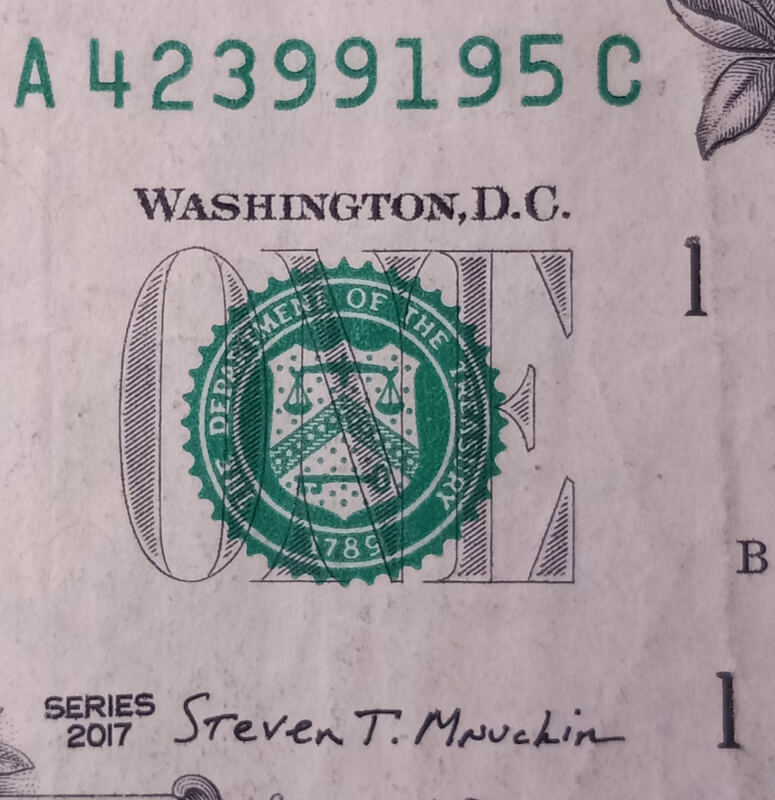 A 42399195 C
WASHINGTON, D.C.
ONE
1
THE DEPARTMENT OF THE TREASURY
1789
B
SERIES
2017
Steven T. Mnuchin
1